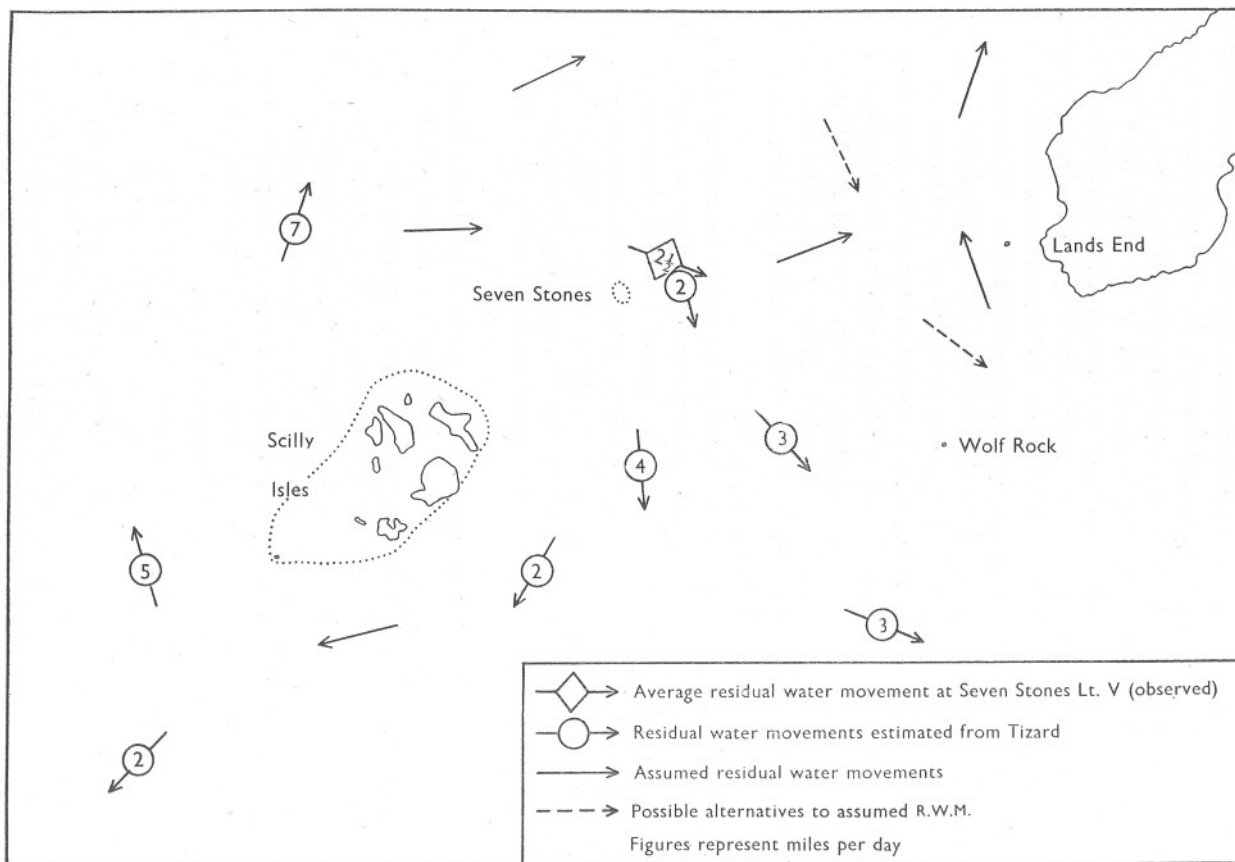 7
Lands End
2
Seven Stones
3
Scilly
4
Wolf Rock
Isles
5
2
3
2
Average residual water movement at Seven Stones Lt. V (observed)
Residual water movements estimated from Tizard
Assumed residual water movements
Possible alternatives to assumed R.W.M.
Figures represent miles per day